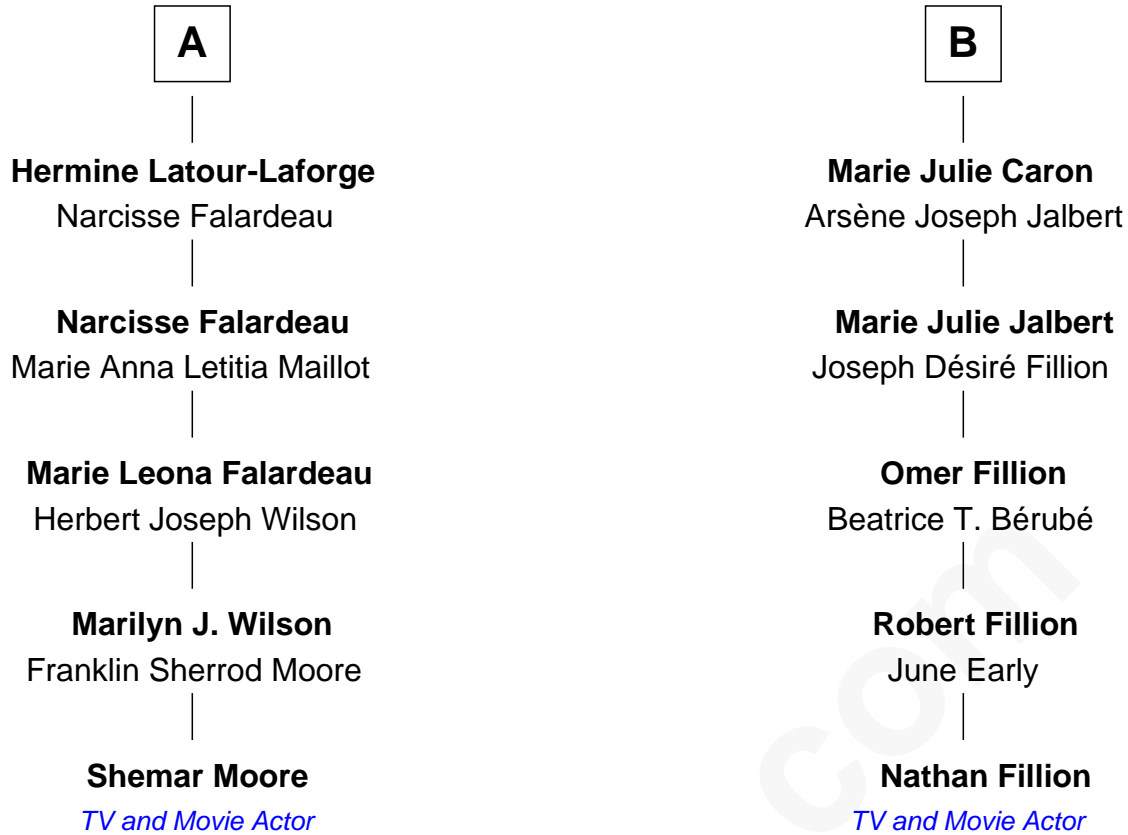 A
Hermine Latour-Laforge
Narcisse Falardeau
Narcisse Falardeau
Marie Anna Letitia Maillot
Marie Leona Falardeau
Herbert Joseph Wilson
Marilyn J. Wilson
Franklin Sherrod Moore
Shemar Moore
TV and Movie Actor
B
Marie Julie Caron
Arsène Joseph Jalbert
Marie Julie Jalbert
Joseph Désiré Fillion
Omer Fillion
Beatrice T. Bérubé
Robert Fillion
June Early
Nathan Fillion
TV and Movie Actor
com